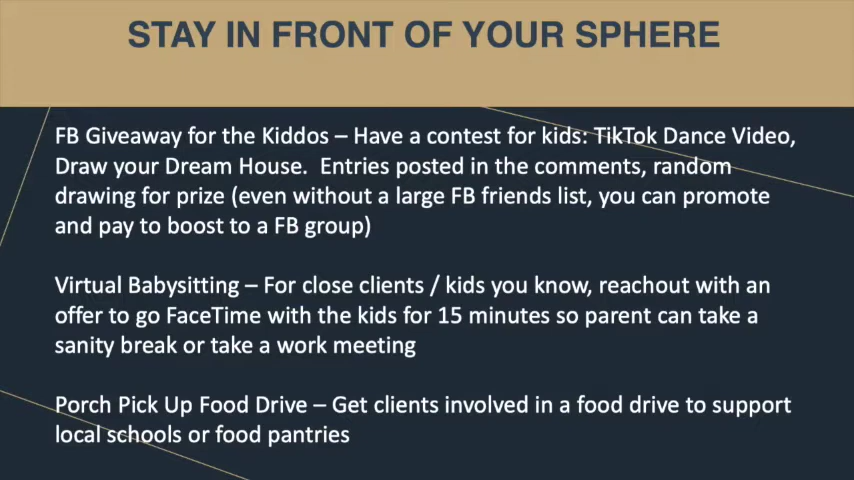 STAY IN FRONT OF YOUR SPHERE
FB Giveaway for the Kiddos – Have a contest for kids: TikTok Dance Video,
Draw your Dream House.  Entries posted in the comments, random
drawing for prize (even without a large FB friends list, you can promote
and pay to boost to a FB group)
Virtual Babysitting – For close clients / kids you know, reachout with an
offer to go FaceTime with the kids for 15 minutes so parent can take a
sanity break or take a work meeting
Porch Pick Up Food Drive – Get clients involved in a food drive to support
local schools or food pantries